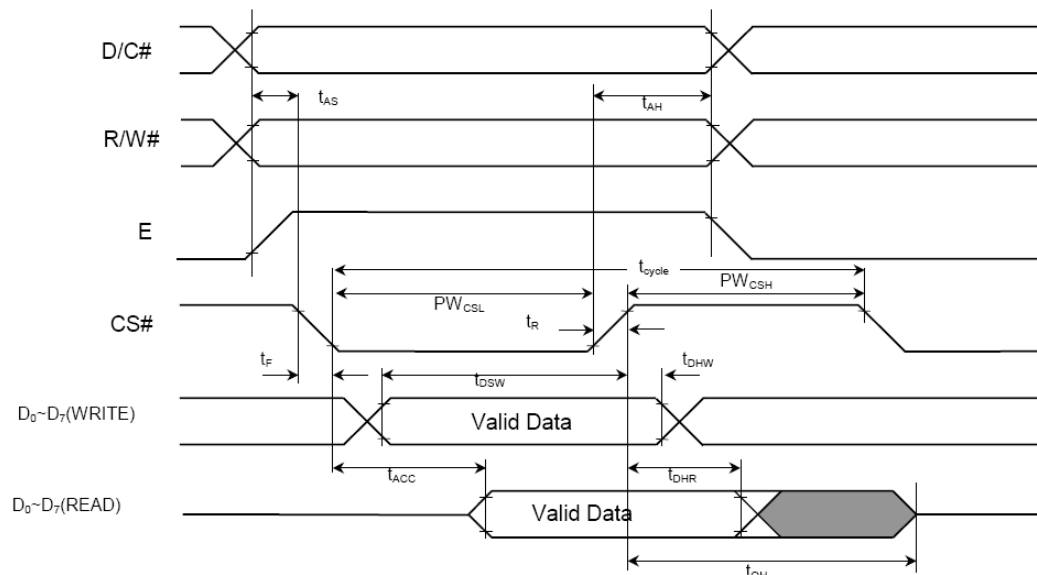 D/C#
tAS
tAH
R/W#
E
tcycle
PWCSL
PWCSH
CS#
tR
tF
tDSW
tDHW
D0~D7(WRITE)
Valid Data
tACC
tDHR
D0~D7(READ)
Valid Data